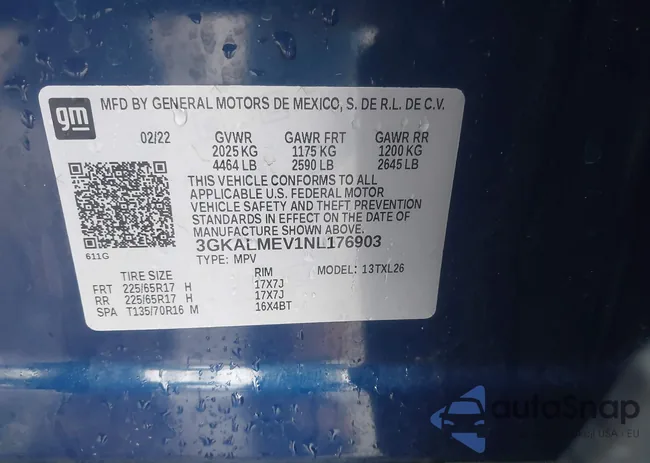 gm
MFD BY GENERAL MOTORS DE MEXICO, S. DE R.L. DE C.V.
02/22 GVWR GAWR FRT GAWR RR
2025 KG 1175 KG 1200 KG
4464 LB 2590 LB 2645 LB
THIS VEHICLE CONFORMS TO ALL
APPLICABLE U.S. FEDERAL MOTOR
VEHICLE SAFETY AND THEFT PREVENTION
STANDARDS IN EFFECT ON THE DATE OF
MANUFACTURE SHOWN ABOVE.
611G
3GKALMEV1NL176903
TYPE: MPV MODEL: 13TXL26
TIRE SIZE RIM
FRT 225/65R17 H 17X7J
RR 225/65R17 H 17X7J
SPA T135/70R16 M 16X4BT
autoSnap
USA - EU